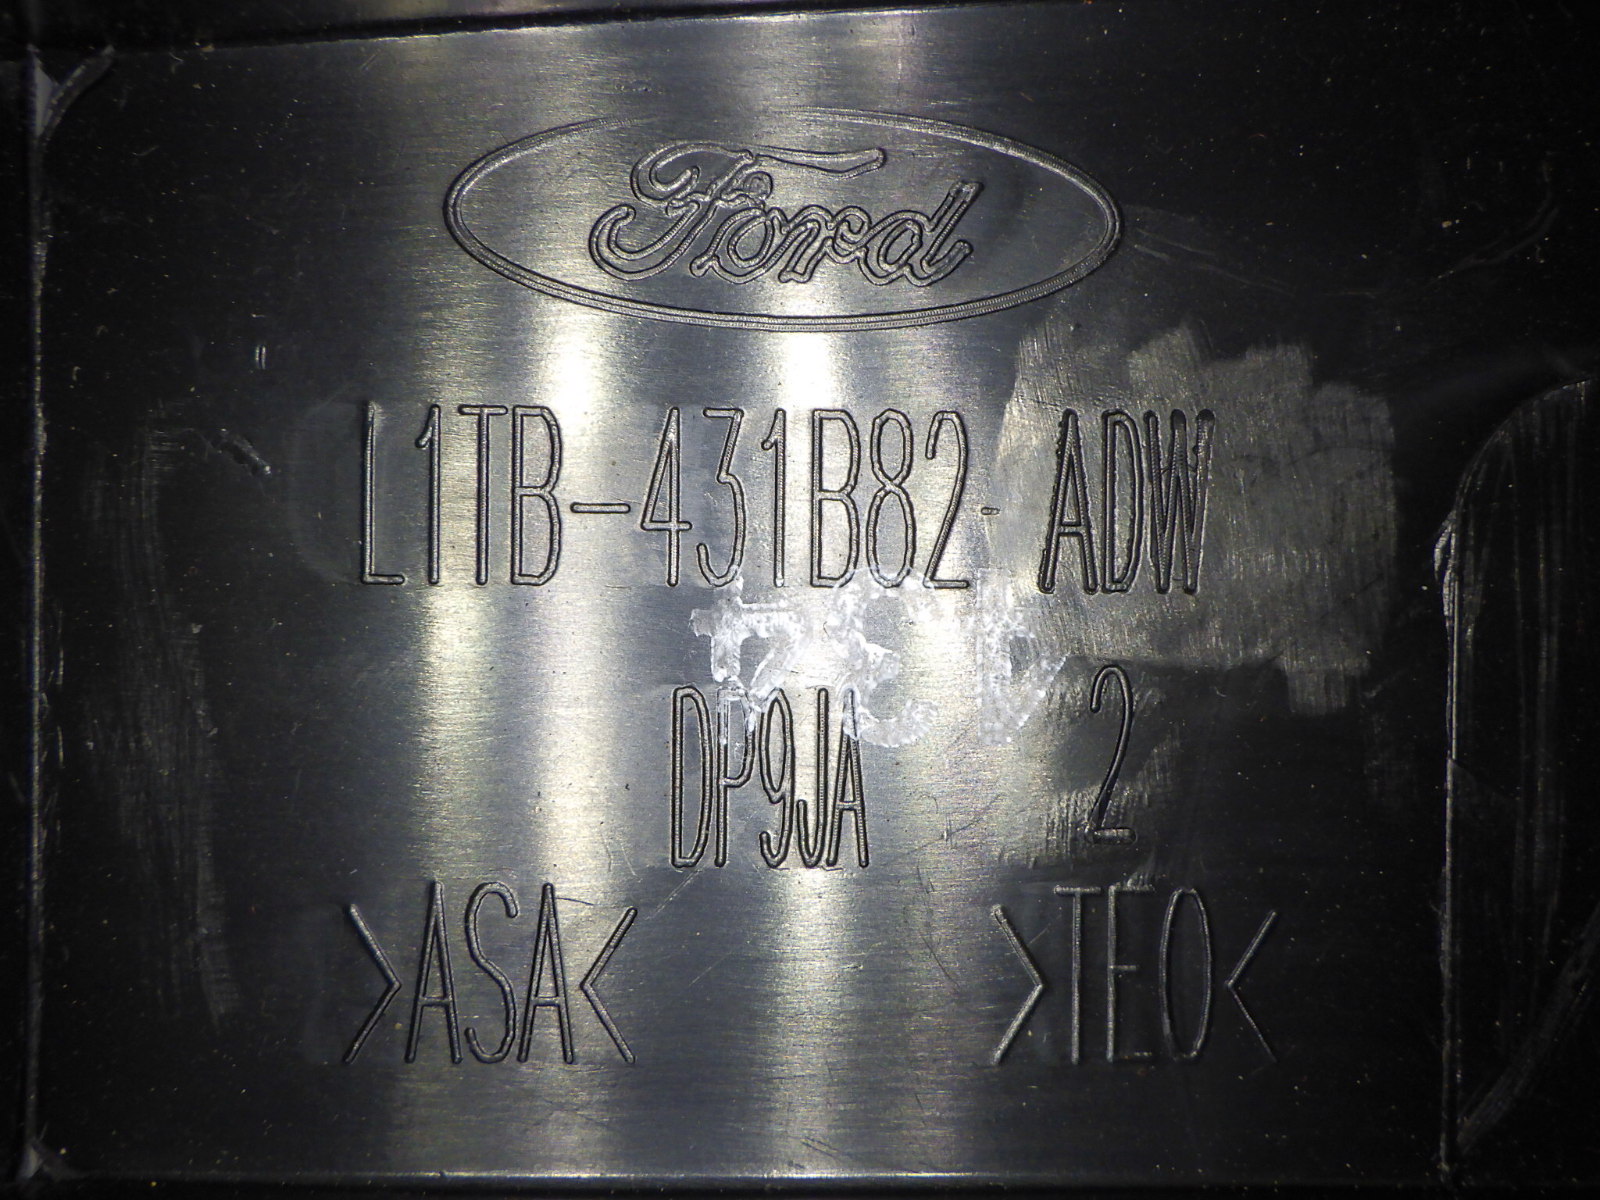 Ford
L1TB-431B82-ADW
DP9JA 2
>ASA< >TEO<